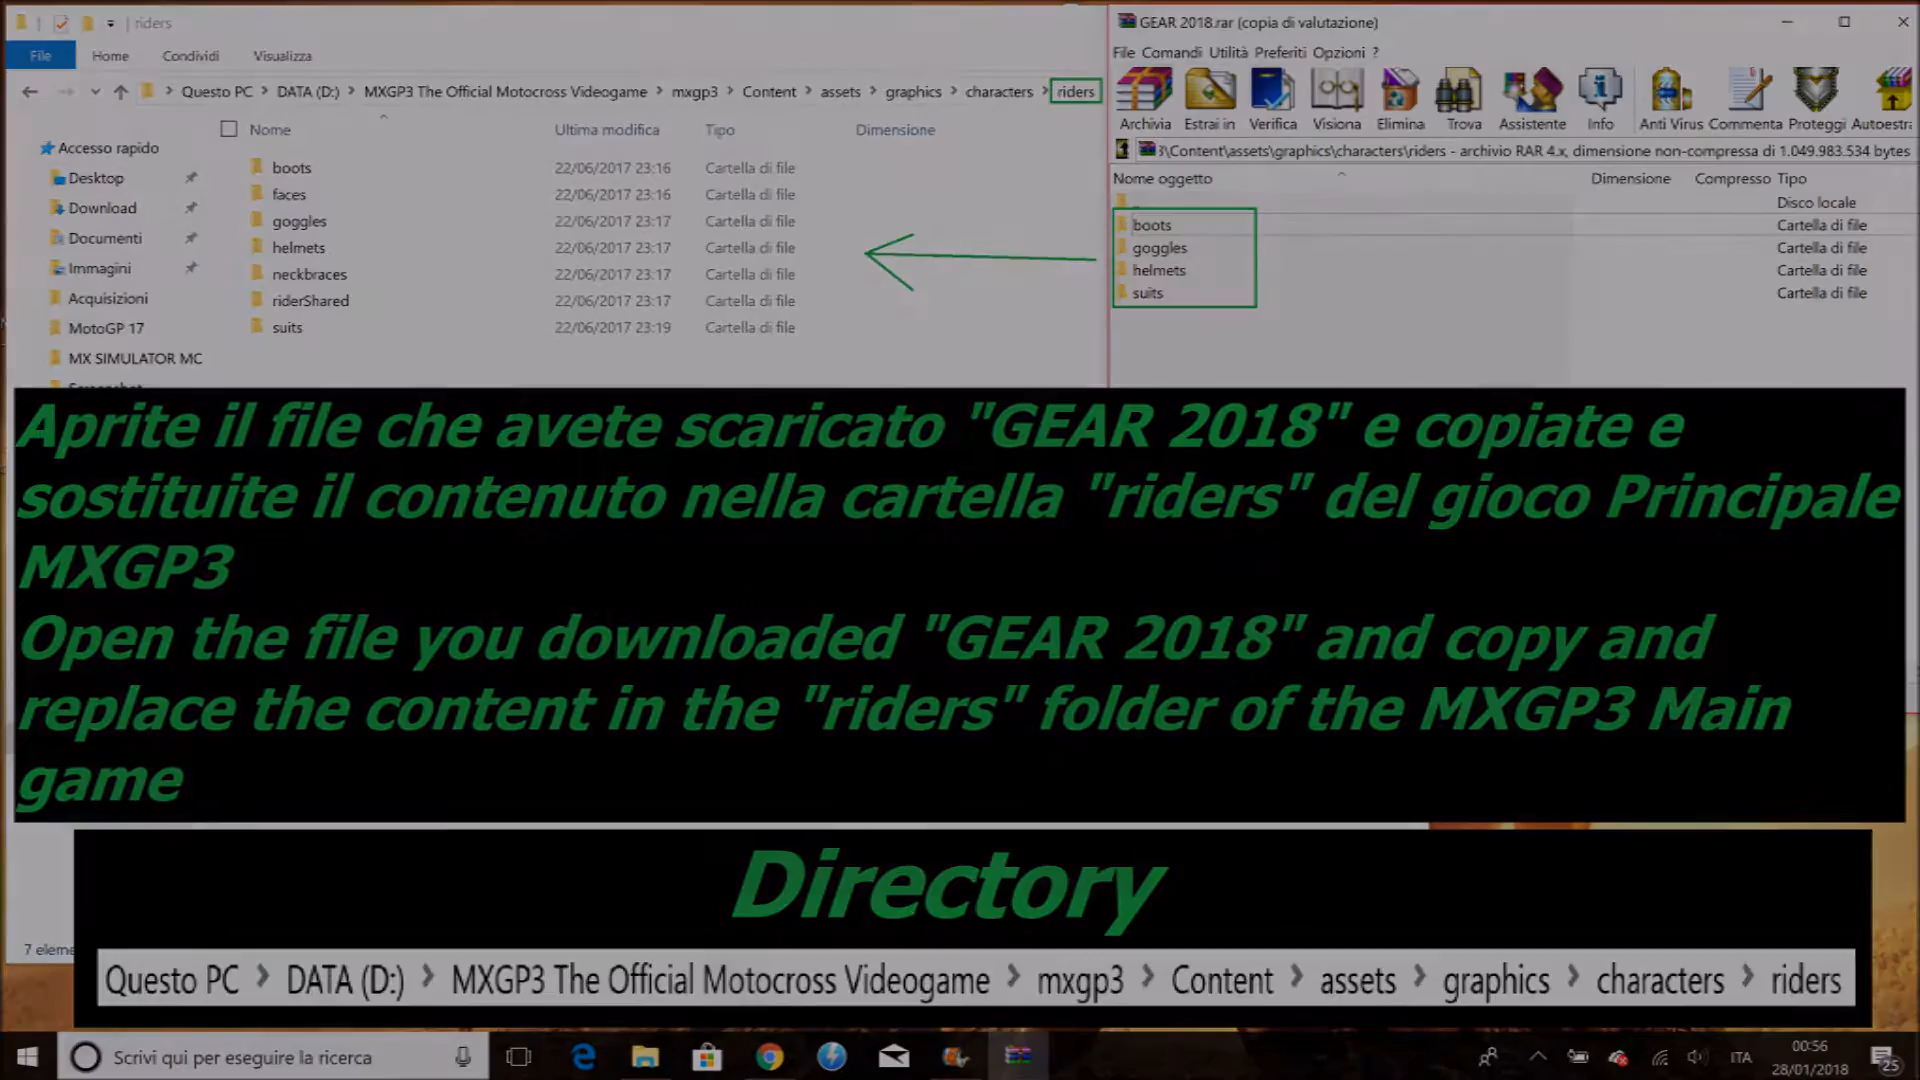 riders
GEAR 2018.rar (copia di valutazione)
File Home Condividi Visualizza
File Comandi Utilità Preferiti Opzioni ?
Questo PC DATA (D:) MXGP3 The Official Motocross Videogame mxgp3 Content assets graphics characters riders
Archivia Estrai in Verifica Visiona Elimina Trova Assistente Info Anti Virus Commenta Proteggi Autoestra
Nome Ultima modifica Tipo Dimensione
3\Content\assets\graphics\characters\riders - archivio RAR 4.x, dimensione non-compressa di 1.049.983.534 bytes
Accesso rapido
Desktop
Download
Documenti
Immagini
Acquisizioni
MotoGP 17
MX SIMULATOR MC
boots 22/06/2017 23:16 Cartella di file
faces 22/06/2017 23:16 Cartella di file
goggles 22/06/2017 23:17 Cartella di file
helmets 22/06/2017 23:17 Cartella di file
neckbraces 22/06/2017 23:17 Cartella di file
riderShared 22/06/2017 23:17 Cartella di file
suits 22/06/2017 23:19 Cartella di file
Nome oggetto Dimensione Compresso Tipo
.. Disco locale
boots Cartella di file
goggles Cartella di file
helmets Cartella di file
suits Cartella di file
Aprite il file che avete scaricato "GEAR 2018" e copiate e
sostituite il contenuto nella cartella "riders" del gioco Principale
MXGP3
Open the file you downloaded "GEAR 2018" and copy and
replace the content in the "riders" folder of the MXGP3 Main
game
Directory
7 eleme
Questo PC DATA (D:) MXGP3 The Official Motocross Videogame mxgp3 Content assets graphics characters riders
Scrivi qui per eseguire la ricerca
ITA
00:56
28/01/2018
25